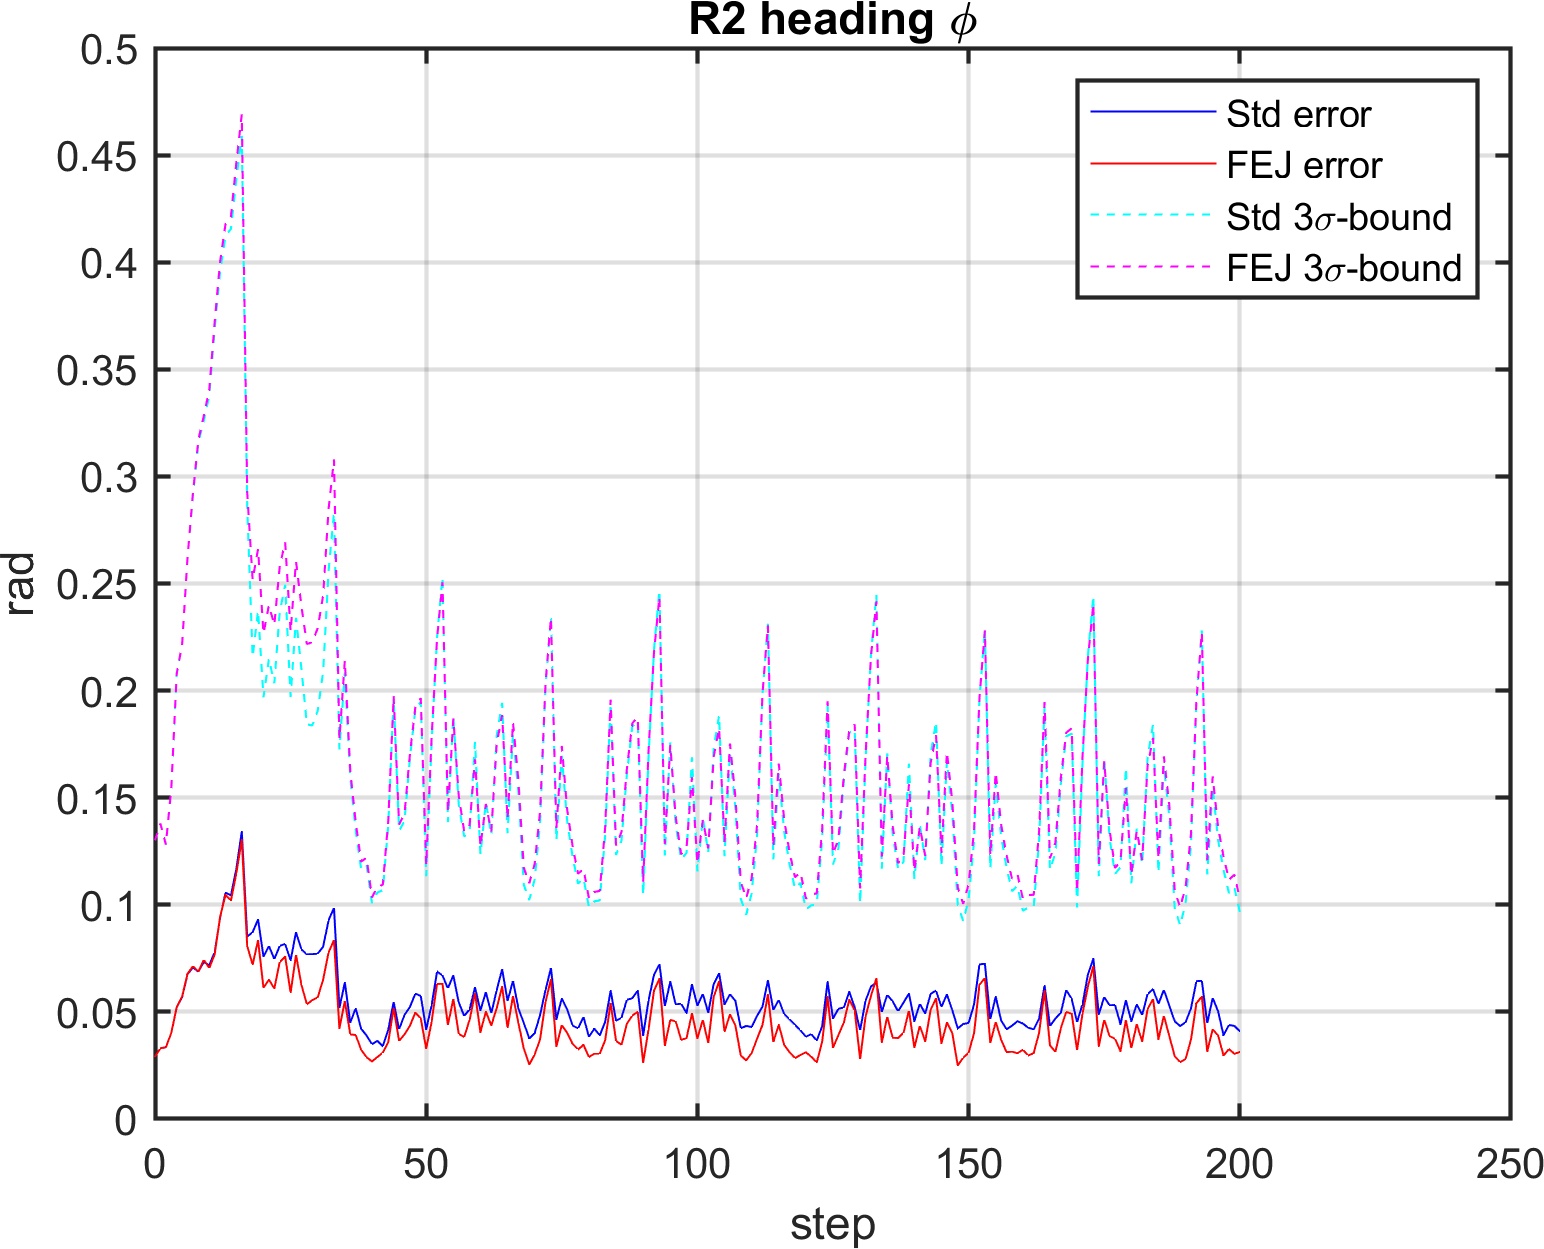 R2 heading ϕ
0.5
0.45
0.4
0.35
0.3
0.25
0.2
0.15
0.1
0.05
0
rad
Std error
FEJ error
Std 3σ-bound
FEJ 3σ-bound
0 50 100 150 200 250
step